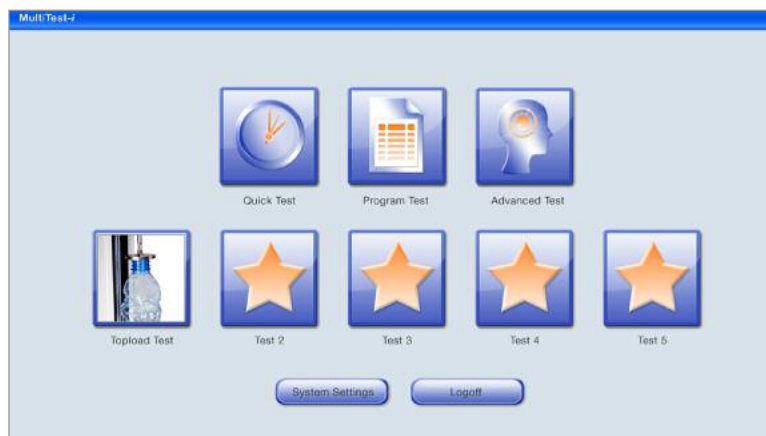 MultiTest-i
Quick Test Program Test Advanced Test
Topload Test Test 2 Test 3 Test 4 Test 5
System Settings Logoff